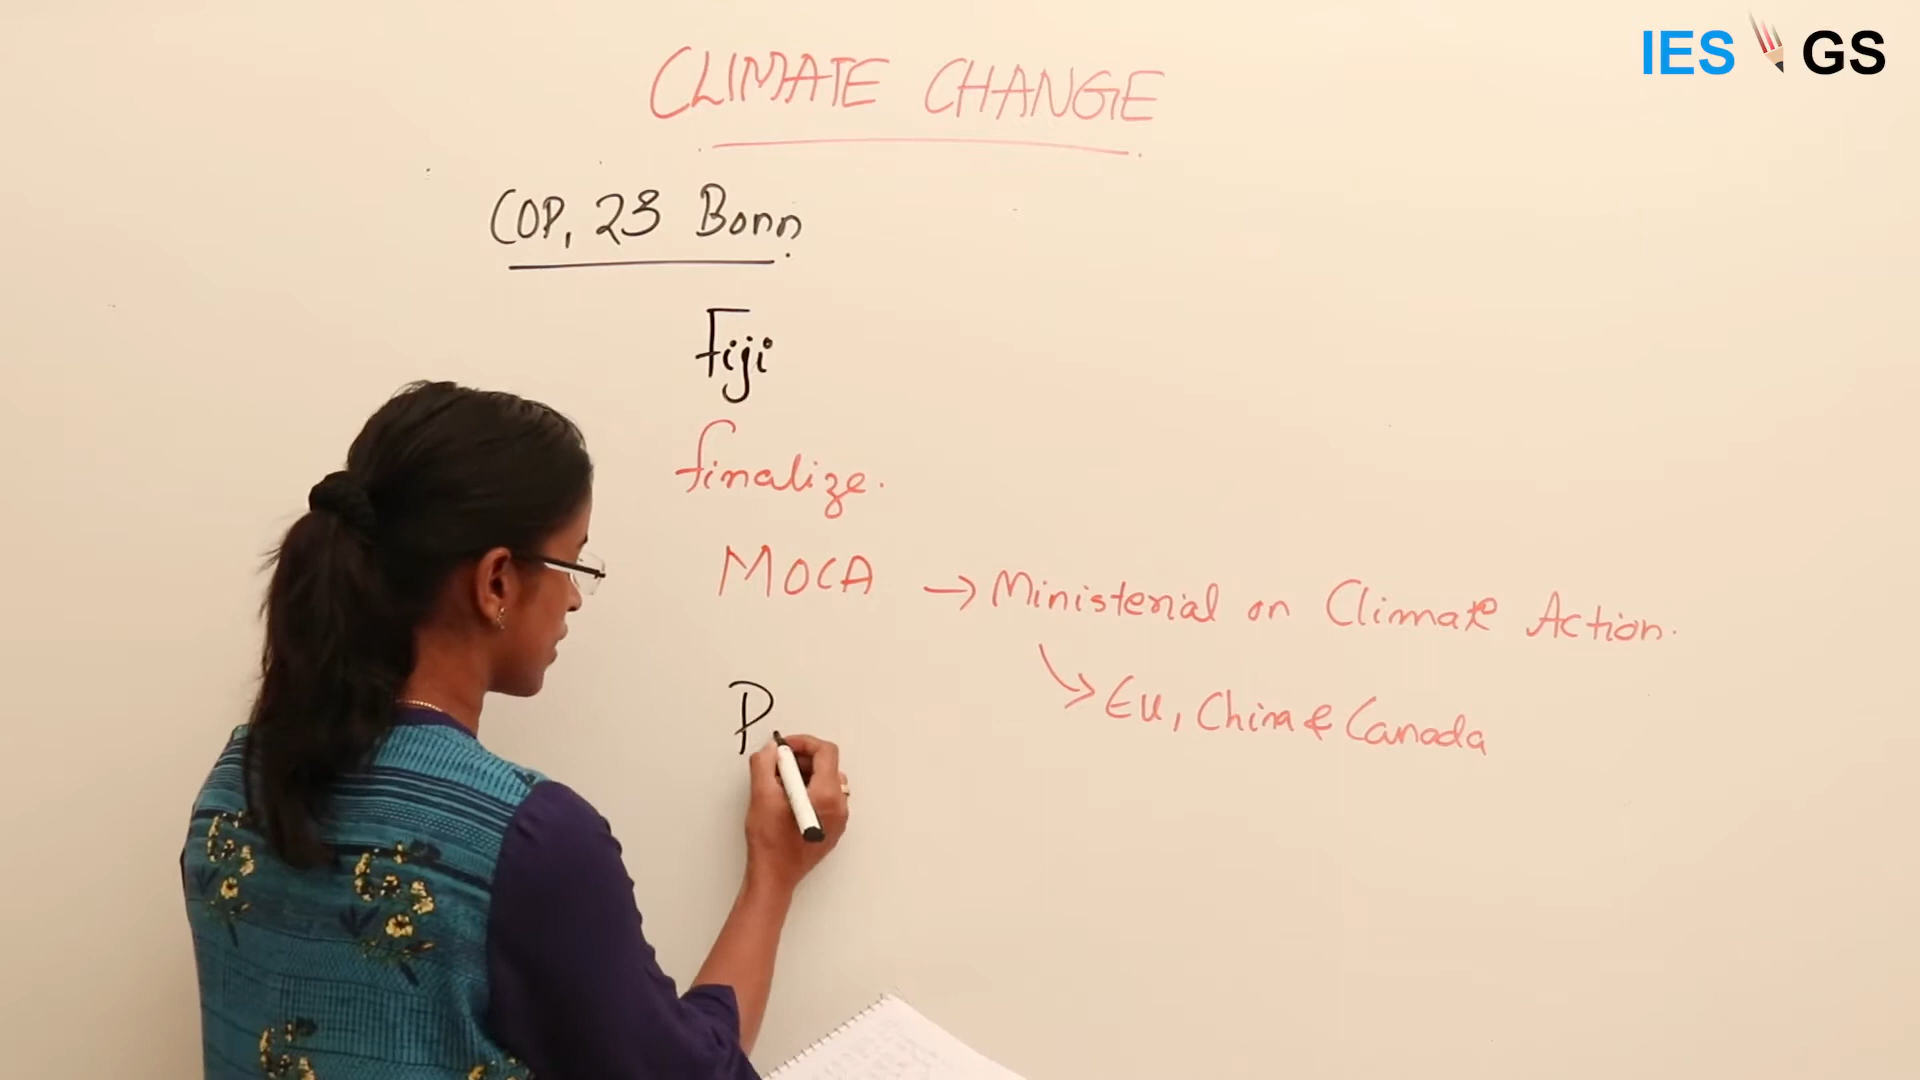 IES GS
CLIMATE CHANGE
COP, 23 Bonn
Fiji
finalize.
MOCA → Ministerial on Climate Action.
↘ EU, China & Canada
P